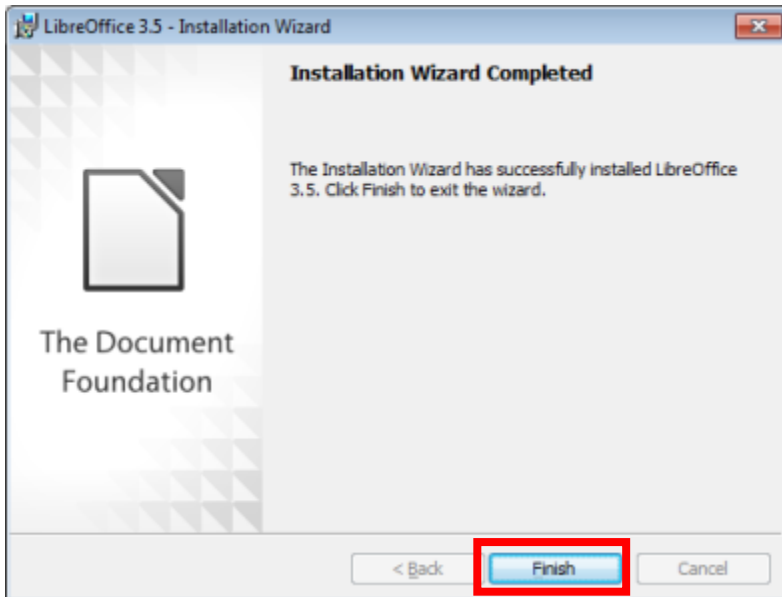 LibreOffice 3.5 - Installation Wizard
Installation Wizard Completed
The Installation Wizard has successfully installed LibreOffice
3.5. Click Finish to exit the wizard.
The Document
Foundation
< Back
Finish
Cancel